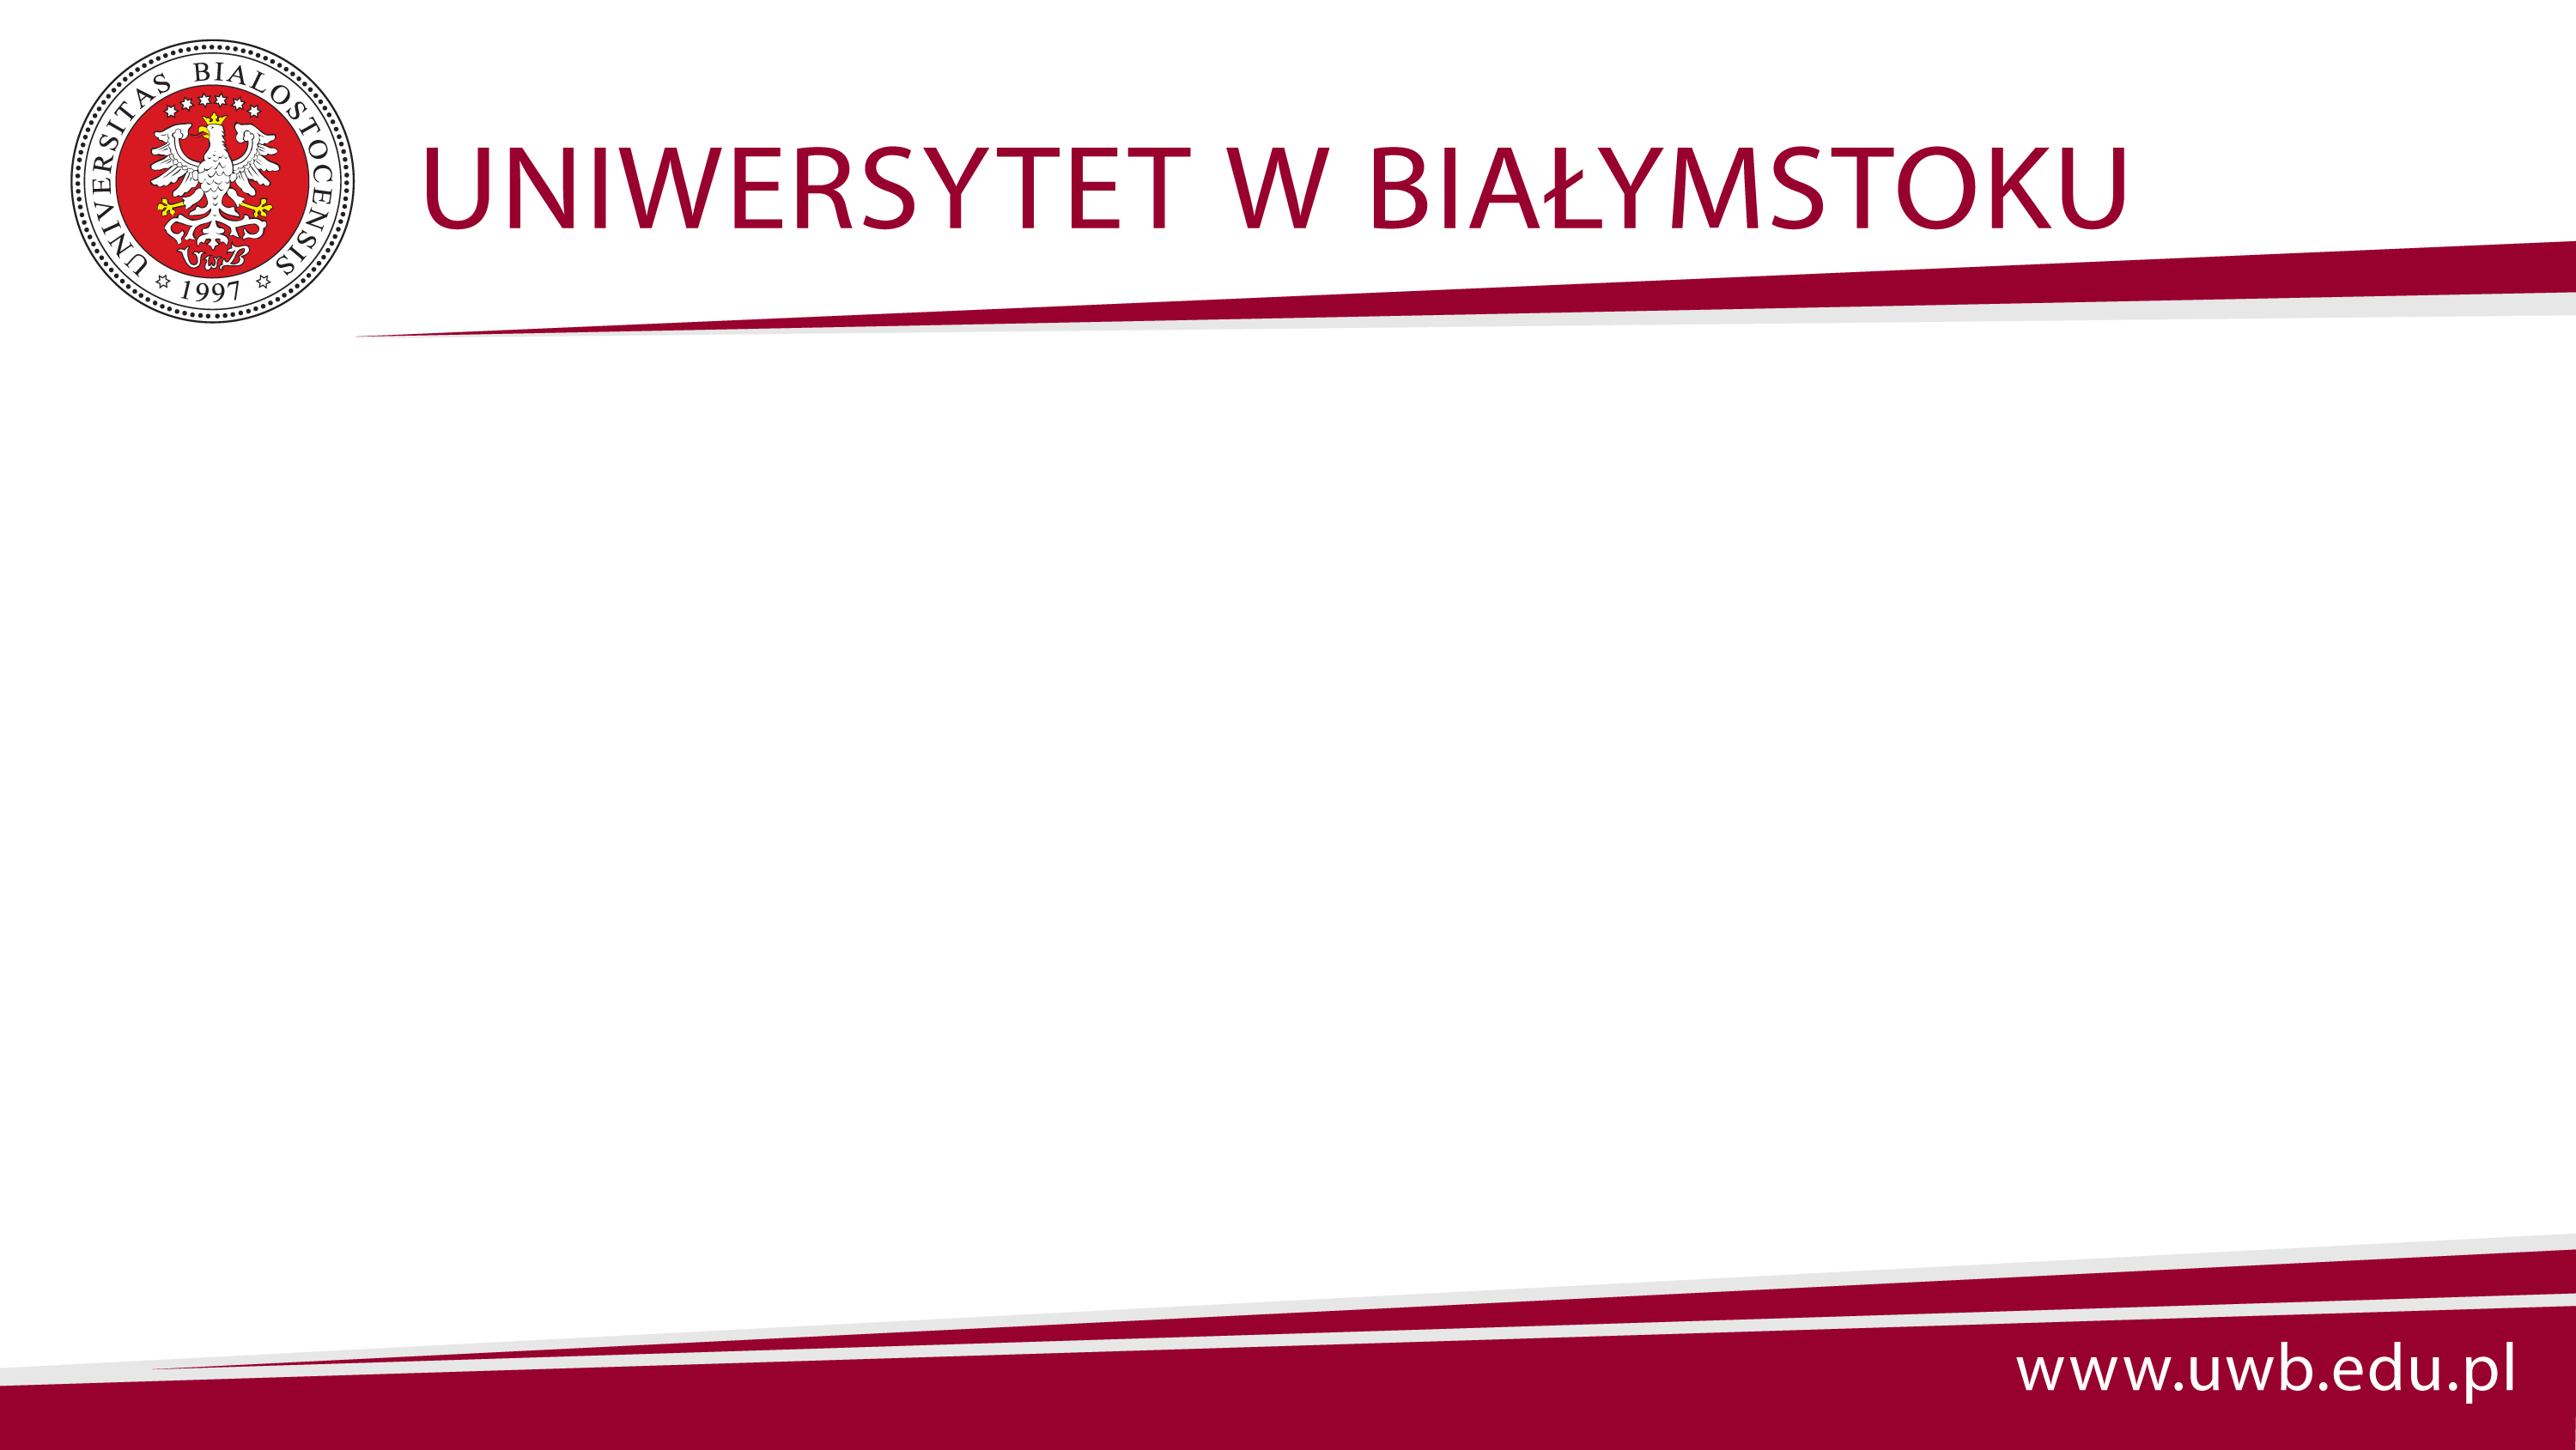 UNIVERSITAS BIALOSTOCENSIS
UwB
1997
UNIWERSYTET W BIAŁYMSTOKU
www.uwb.edu.pl